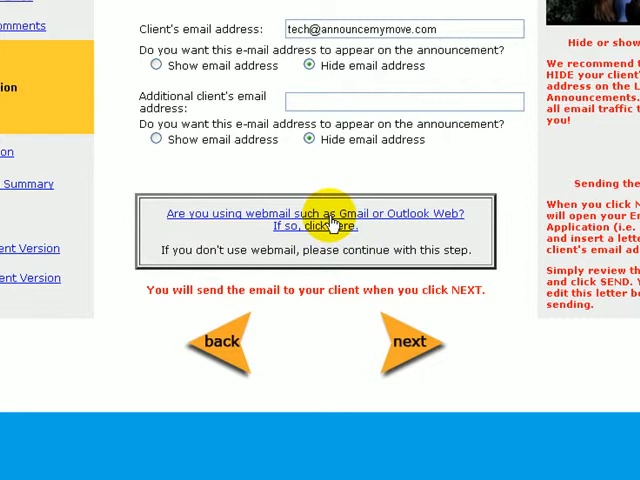 omments
ion
on
Summary
ent Version
ent Version
Client's email address: tech@announcemymove.com
Do you want this e-mail address to appear on the announcement?
Show email address Hide email address
Additional client's email
address:
Do you want this e-mail address to appear on the announcement?
Show email address Hide email address
Are you using webmail such as Gmail or Outlook Web?
If so, click here.
If you don't use webmail, please continue with this step.
You will send the email to your client when you click NEXT.
back next
Hide or show
We recommend t
HIDE your client'
address on the L
Announcements.
all email traffic t
you!
Sending the
When you click N
will open your E
Application (i.e.
and insert a lette
client's email ad
Simply review th
and click SEND. Y
edit this letter b
sending.